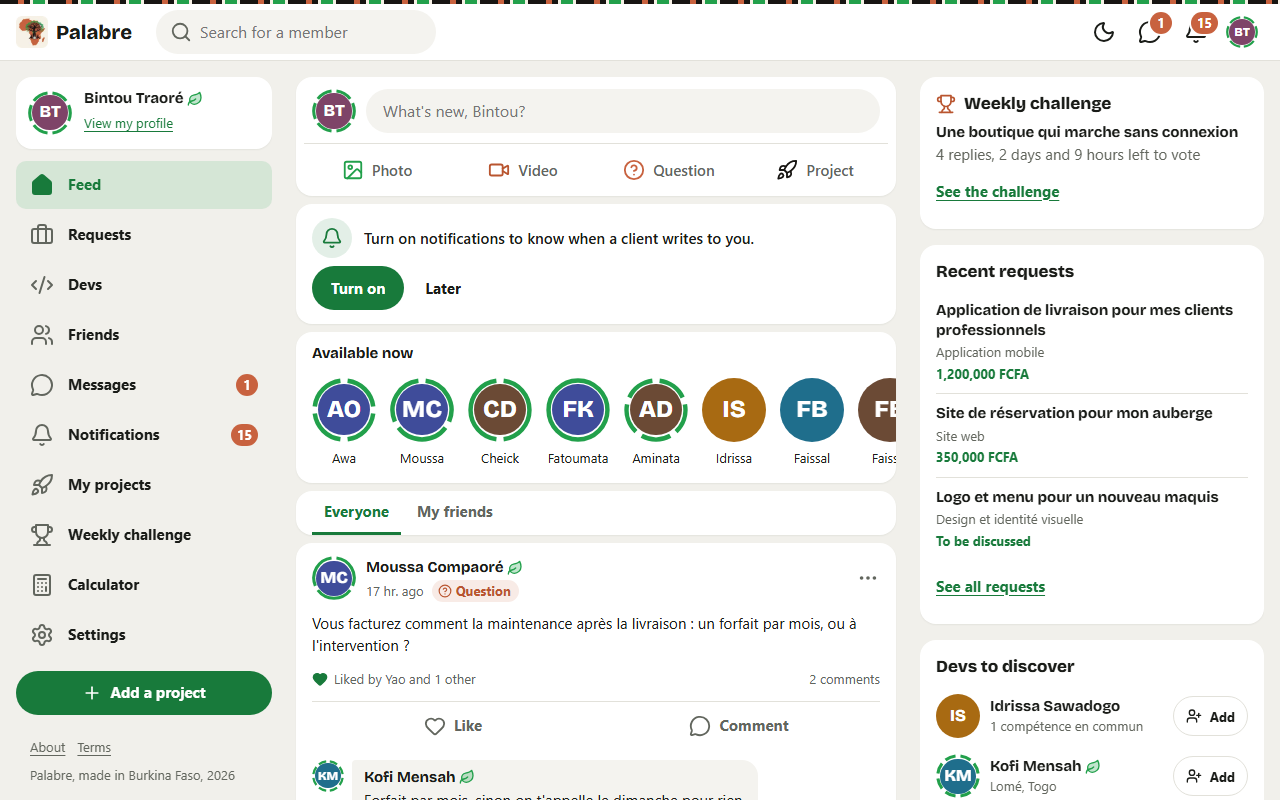 Palabre
Search for a member
1
15
BT
BT
Bintou Traoré
View my profile
Feed
Requests
Devs
Friends
Messages
1
Notifications
15
My projects
Weekly challenge
Calculator
Settings
Add a project
About Terms
Palabre, made in Burkina Faso, 2026
BT
What's new, Bintou?
Photo
Video
Question
Project
Turn on notifications to know when a client writes to you.
Turn on
Later
Available now
AO
MC
CD
FK
AD
IS
FB
Awa
Moussa
Cheick
Fatoumata
Aminata
Idrissa
Faissal
Everyone
My friends
MC
Moussa Compaoré
17 hr. ago
Question
Vous facturez comment la maintenance après la livraison : un forfait par mois, ou à
l'intervention ?
Liked by Yao and 1 other
2 comments
Like
Comment
KM
Kofi Mensah
Forfait par mois, sinon on t'appelle le dimanche pour rien.
Weekly challenge
Une boutique qui marche sans connexion
4 replies, 2 days and 9 hours left to vote
See the challenge
Recent requests
Application de livraison pour mes clients
professionnels
Application mobile
1,200,000 FCFA
Site de réservation pour mon auberge
Site web
350,000 FCFA
Logo et menu pour un nouveau maquis
Design et identité visuelle
To be discussed
See all requests
Devs to discover
IS
Idrissa Sawadogo
1 compétence en commun
Add
KM
Kofi Mensah
Lomé, Togo
Add